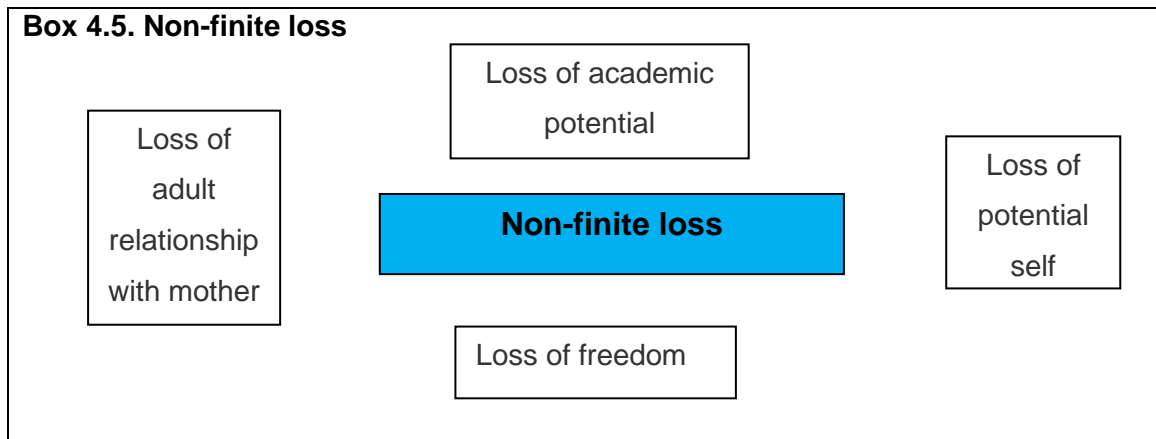 Box 4.5. Non-finite loss
Loss of academic
potential
Loss of
adult
relationship
with mother
Non-finite loss
Loss of
potential
self
Loss of freedom